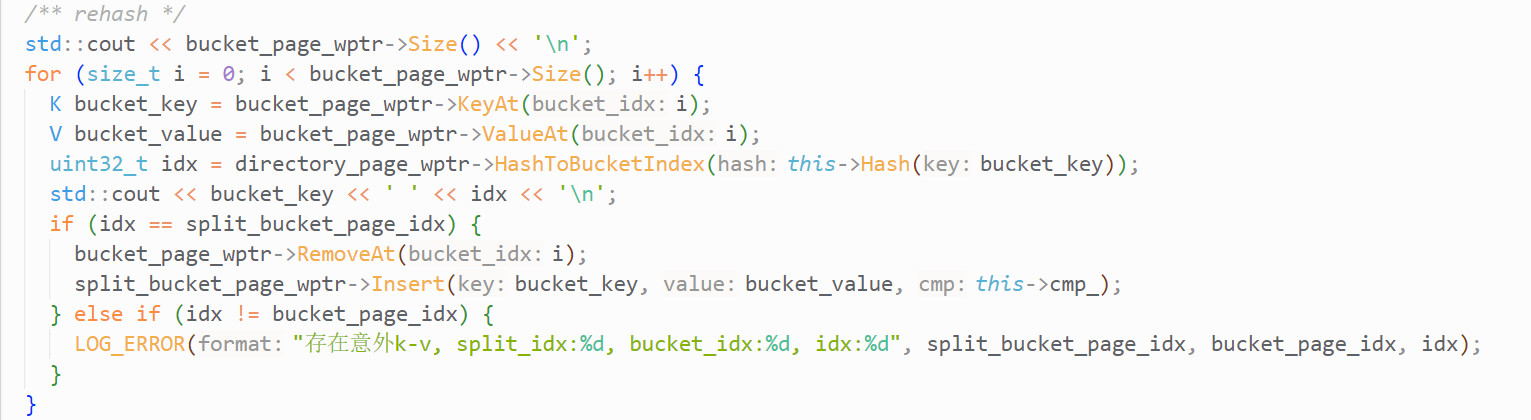 /** rehash */
std::cout << bucket_page_wptr->Size() << '\n';
for (size_t i = 0; i < bucket_page_wptr->Size(); i++) {
  K bucket_key = bucket_page_wptr->KeyAt(bucket_idx: i);
  V bucket_value = bucket_page_wptr->ValueAt(bucket_idx: i);
  uint32_t idx = directory_page_wptr->HashToBucketIndex(hash: this->Hash(key: bucket_key));
  std::cout << bucket_key << ' ' << idx << '\n';
  if (idx == split_bucket_page_idx) {
    bucket_page_wptr->RemoveAt(bucket_idx: i);
    split_bucket_page_wptr->Insert(key: bucket_key, value: bucket_value, cmp: this->cmp_);
  } else if (idx != bucket_page_idx) {
    LOG_ERROR(format: "存在意外k-v, split_idx:%d, bucket_idx:%d, idx:%d", split_bucket_page_idx, bucket_page_idx, idx);
  }
}